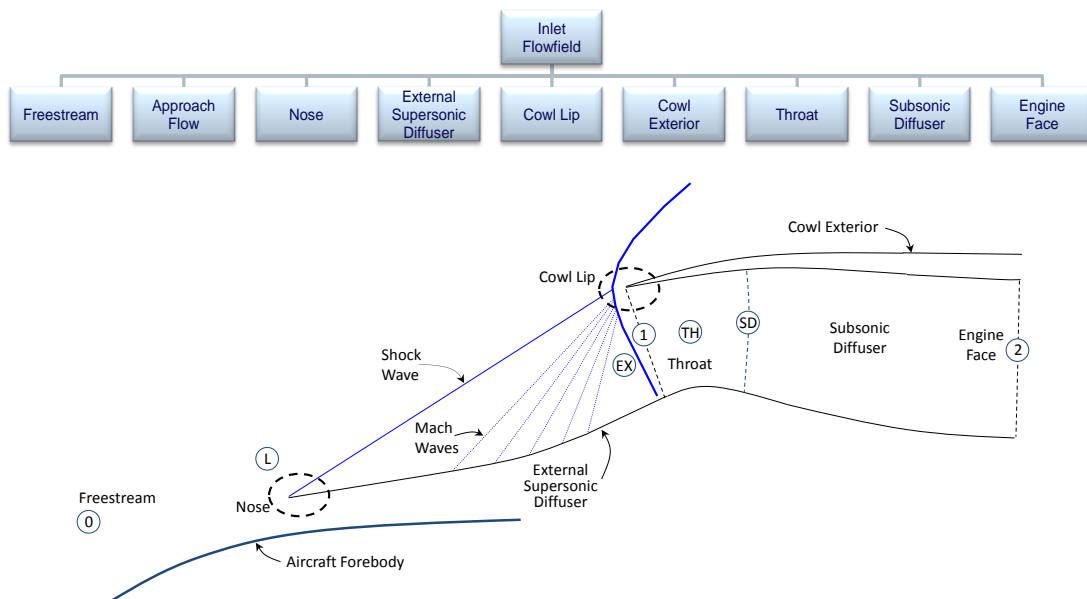 Inlet
Flowfield
Freestream
Approach
Flow
Nose
External
Supersonic
Diffuser
Cowl Lip
Cowl
Exterior
Throat
Subsonic
Diffuser
Engine
Face
Cowl Exterior
Cowl Lip
1
TH
SD
Subsonic
Diffuser
Engine
Face
2
Shock
Wave
EX
Throat
Mach
Waves
L
External
Supersonic
Diffuser
Freestream
0
Nose
Aircraft Forebody